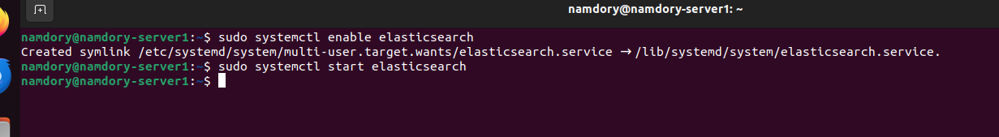 namdory@namdory-server1: ~
namdory@namdory-server1:~$ sudo systemctl enable elasticsearch
Created symlink /etc/systemd/system/multi-user.target.wants/elasticsearch.service → /lib/systemd/system/elasticsearch.service.
namdory@namdory-server1:~$ sudo systemctl start elasticsearch
namdory@namdory-server1:~$